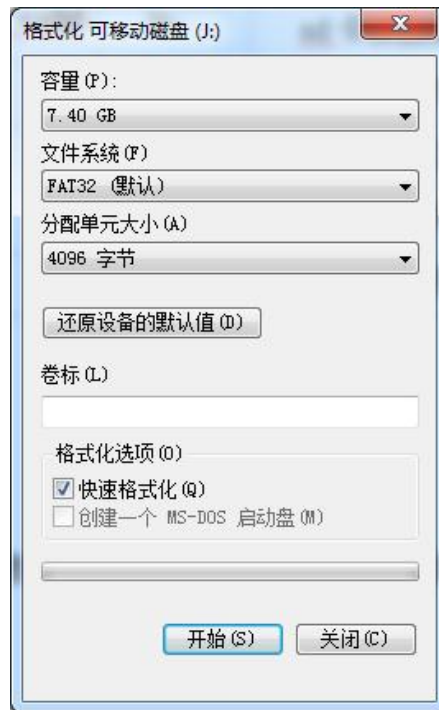 格式化 可移动磁盘 (J:)
容量(P):
7.40 GB
文件系统(F)
FAT32 (默认)
分配单元大小(A)
4096 字节
还原设备的默认值(D)
卷标(L)
格式化选项(O)
快速格式化(Q)
创建一个 MS-DOS 启动盘(M)
开始(S)
关闭(C)